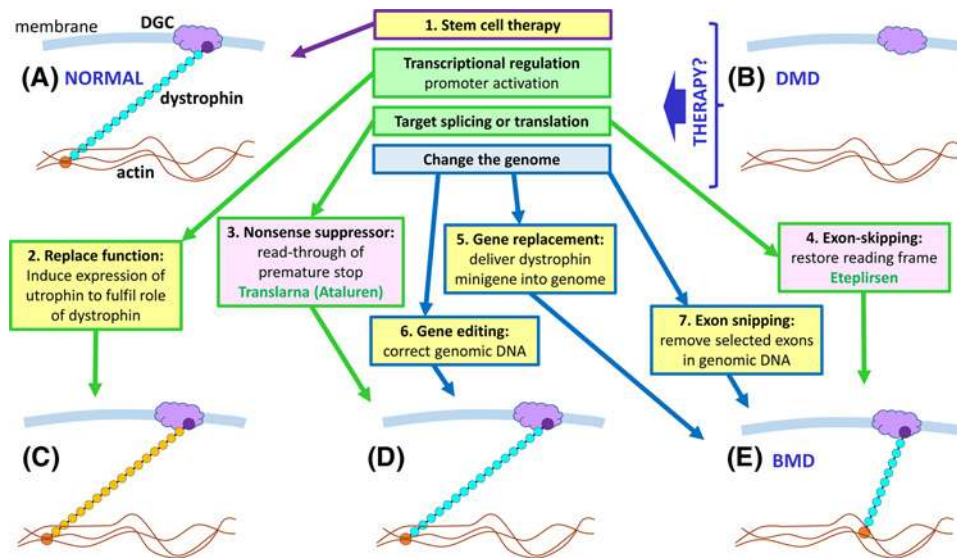 membrane
DGC
(A) NORMAL
dystrophin
actin
1. Stem cell therapy
Transcriptional regulation
promoter activation
Target splicing or translation
Change the genome
THERAPY?
(B) DMD
2. Replace function:
Induce expression of
utrophin to fulfil role
of dystrophin
3. Nonsense suppressor:
read-through of
premature stop
Translarna (Ataluren)
5. Gene replacement:
deliver dystrophin
minigene into genome
4. Exon-skipping:
restore reading frame
Eteplirsen
6. Gene editing:
correct genomic DNA
7. Exon snipping:
remove selected exons
in genomic DNA
(C)
(D)
(E) BMD